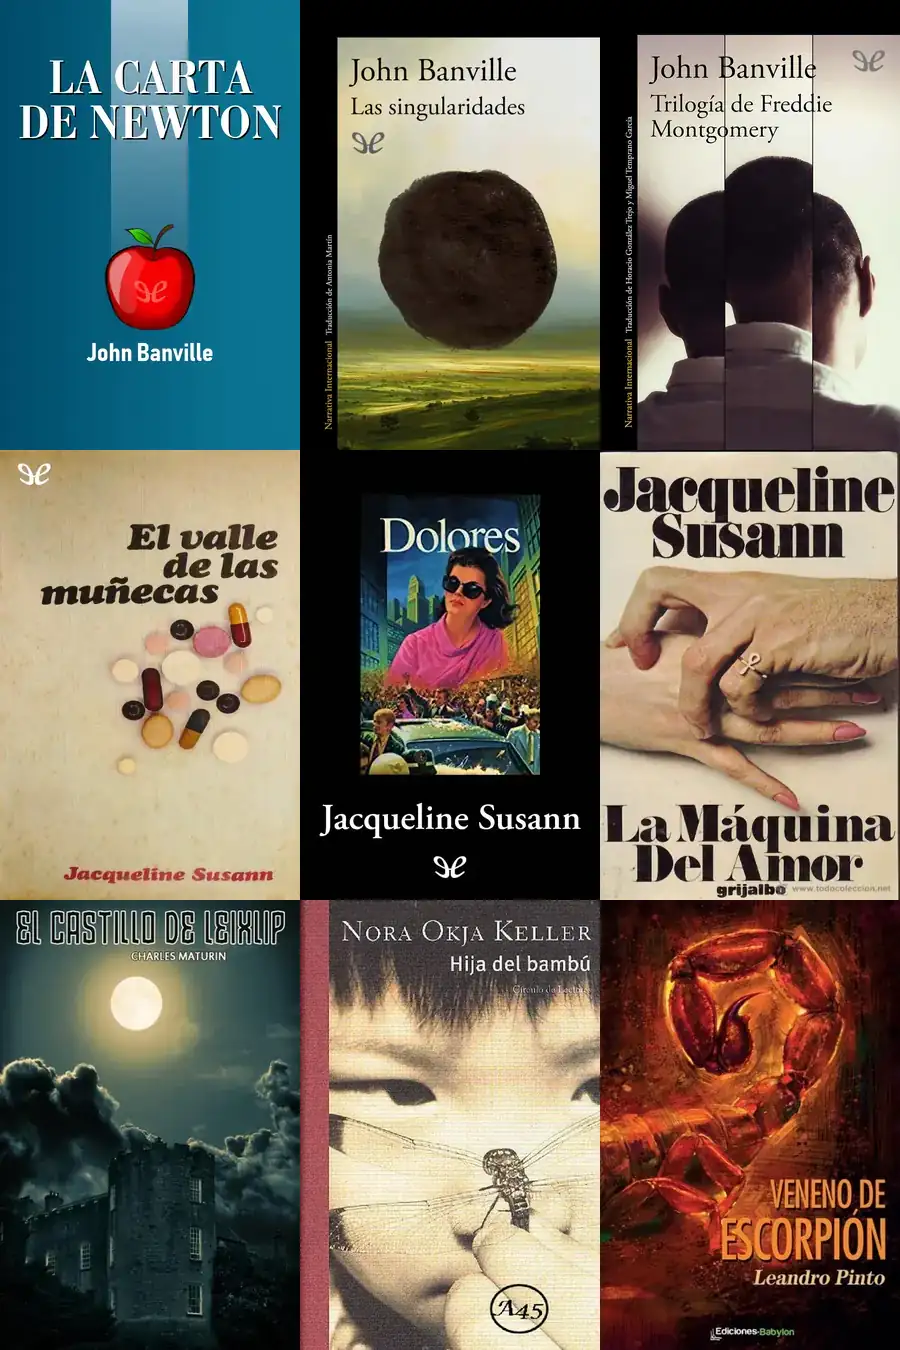 LA CARTA
DE NEWTON
John Banville
John Banville
Las singularidades
Narrativa Internacional Traducción de Antonia Martín
John Banville
Trilogía de Freddie
Montgomery
Narrativa Internacional Traducción de Horacio González Trejo y Miguel Temprano García
El valle
de las
muñecas
Jacqueline Susann
Dolores
Jacqueline Susann
Jacqueline
Susann
La Máquina
Del Amor
grijalbo
www.todocoleccion.net
EL CASTILLO DE LEIXLIP
CHARLES MATURIN
NORA OKJA KELLER
Hija del bambú
Círculo de Lectores
A45
VENENO DE
ESCORPIÓN
Leandro Pinto
Ediciones-Babylon